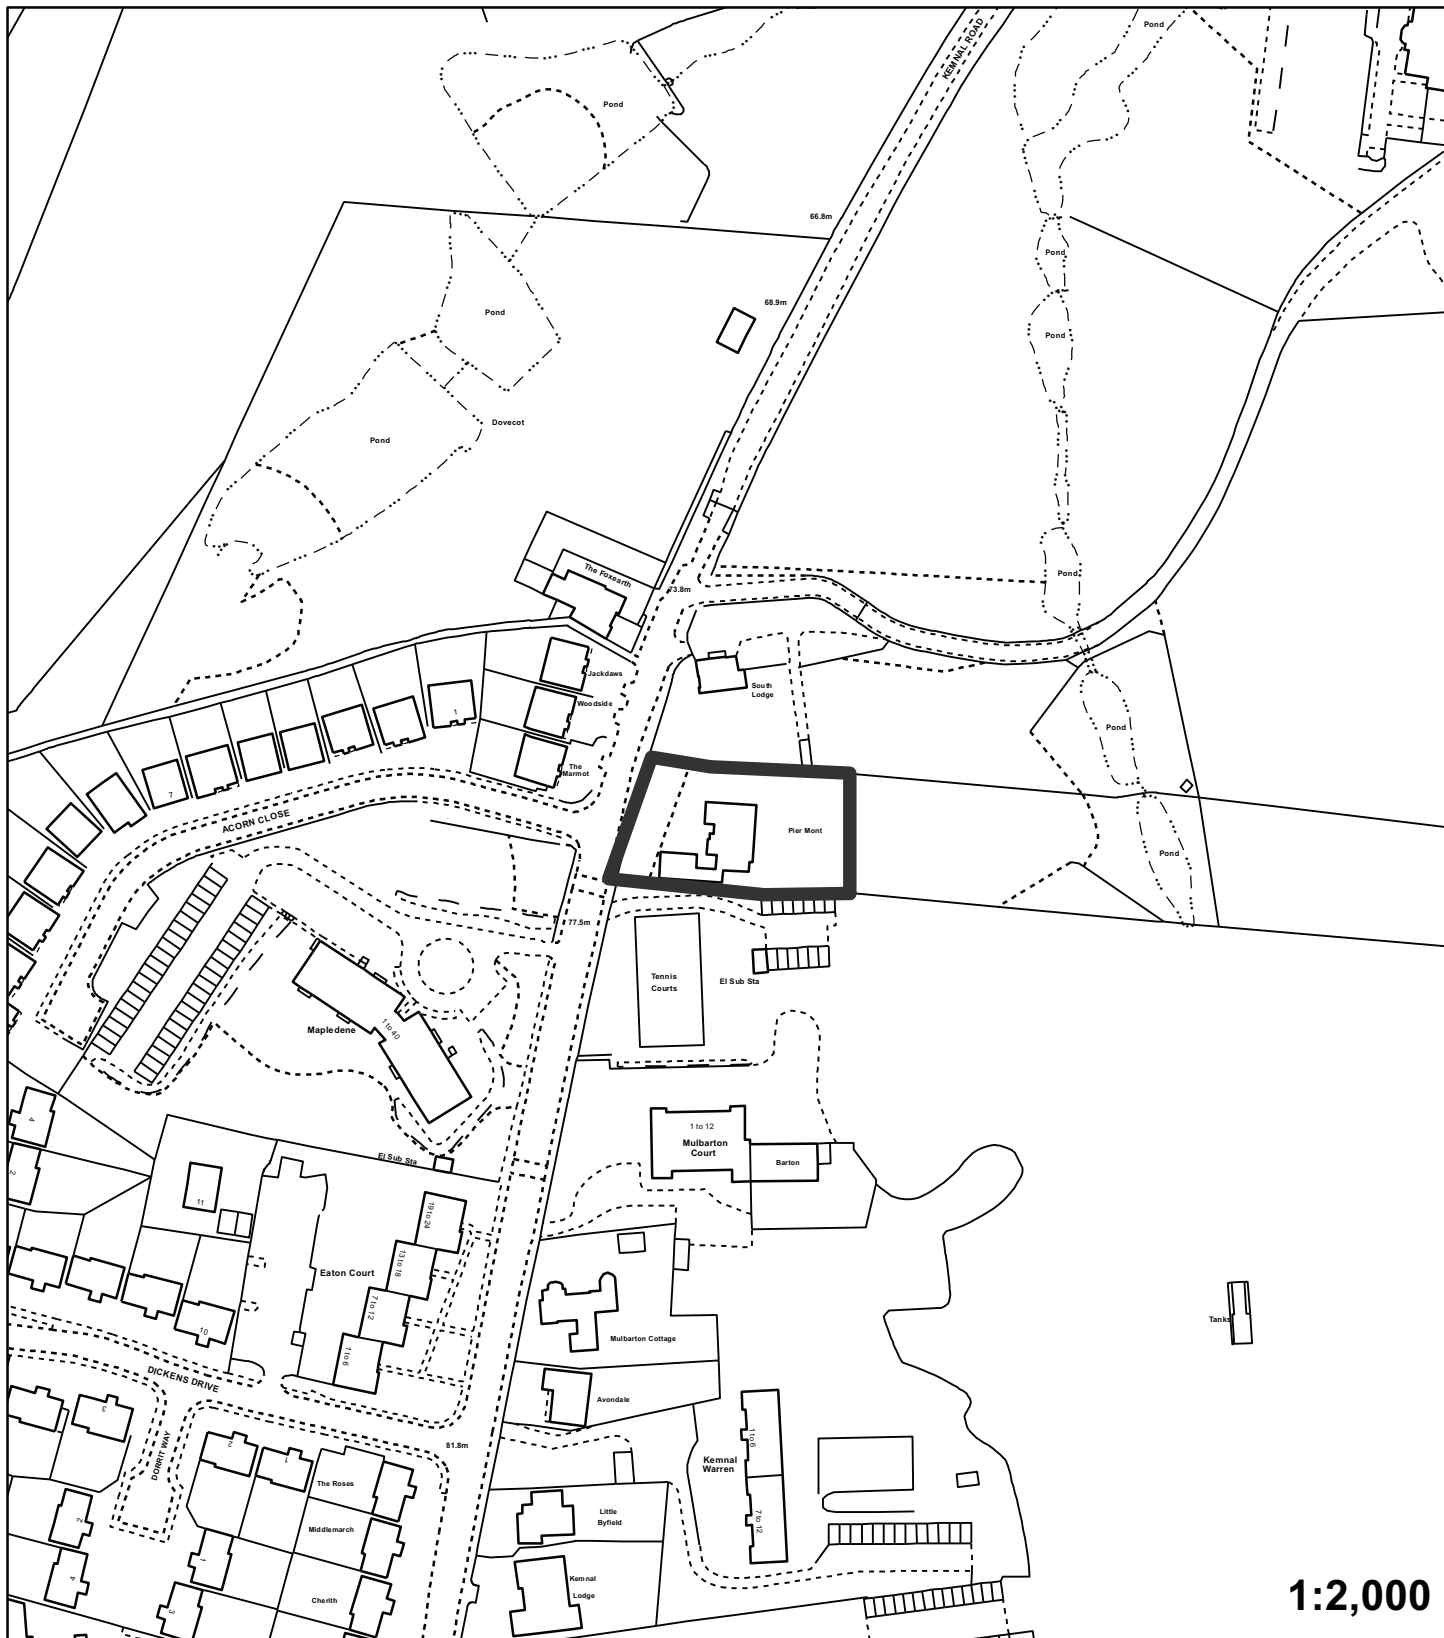 Pond
KEMNAL ROAD
Pond
66.8m
Pond
68.9m
Pond
Pond
Dovecot
Pond
The Foxearth
73.8m
Pond
Jackdaws
South
Lodge
Woodside
1
The
Marmot
Pond
7
ACORN CLOSE
Pier Mont
Pond
77.5m
Tennis
Courts
El Sub Sta
Mapledene
1 to 40
4
1 to 12
Mulbarton
Court
El Sub Sta
Barton
2
11
19 to 24
13 to 18
Eaton Court
7 to 12
10
1 to 6
Mulbarton Cottage
Tanks
DICKENS DRIVE
Avondale
3
DORRIT WAY
2
1
81.8m
1 to 6
Kemnal
Warren
The Roses
2
Middlemarch
Little
Byfield
7 to 12
1
4
Kemnal
Lodge
Cherith
3
1:2,000